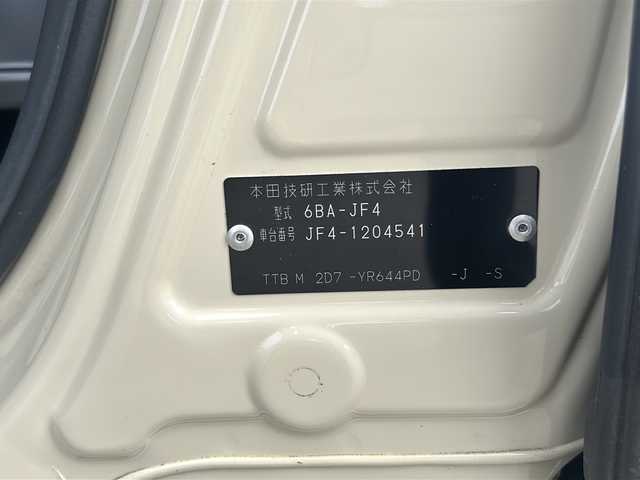 本田技研工業株式会社
型式 6BA-JF4
車台番号 JF4-1204541
TTB M 2D7 -YR644PD -J -S